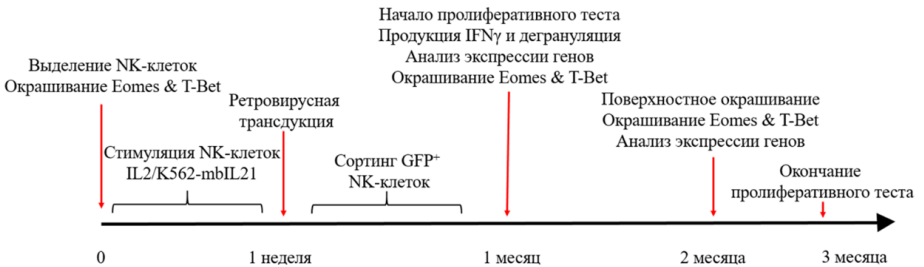 Выделение NK-клеток
Окрашивание Eomes & T-Bet
Стимуляция NK-клеток
IL2/K562-mbIL21
Ретровирусная
трансдукция
Сортинг GFP⁺
NK-клеток
Начало пролиферативного теста
Продукция IFNγ и дегрануляция
Анализ экспрессии генов
Окрашивание Eomes & T-Bet
Поверхностное окрашивание
Окрашивание Eomes & T-Bet
Анализ экспрессии генов
Окончание
пролиферативного теста
0
1 неделя
1 месяц
2 месяца
3 месяца